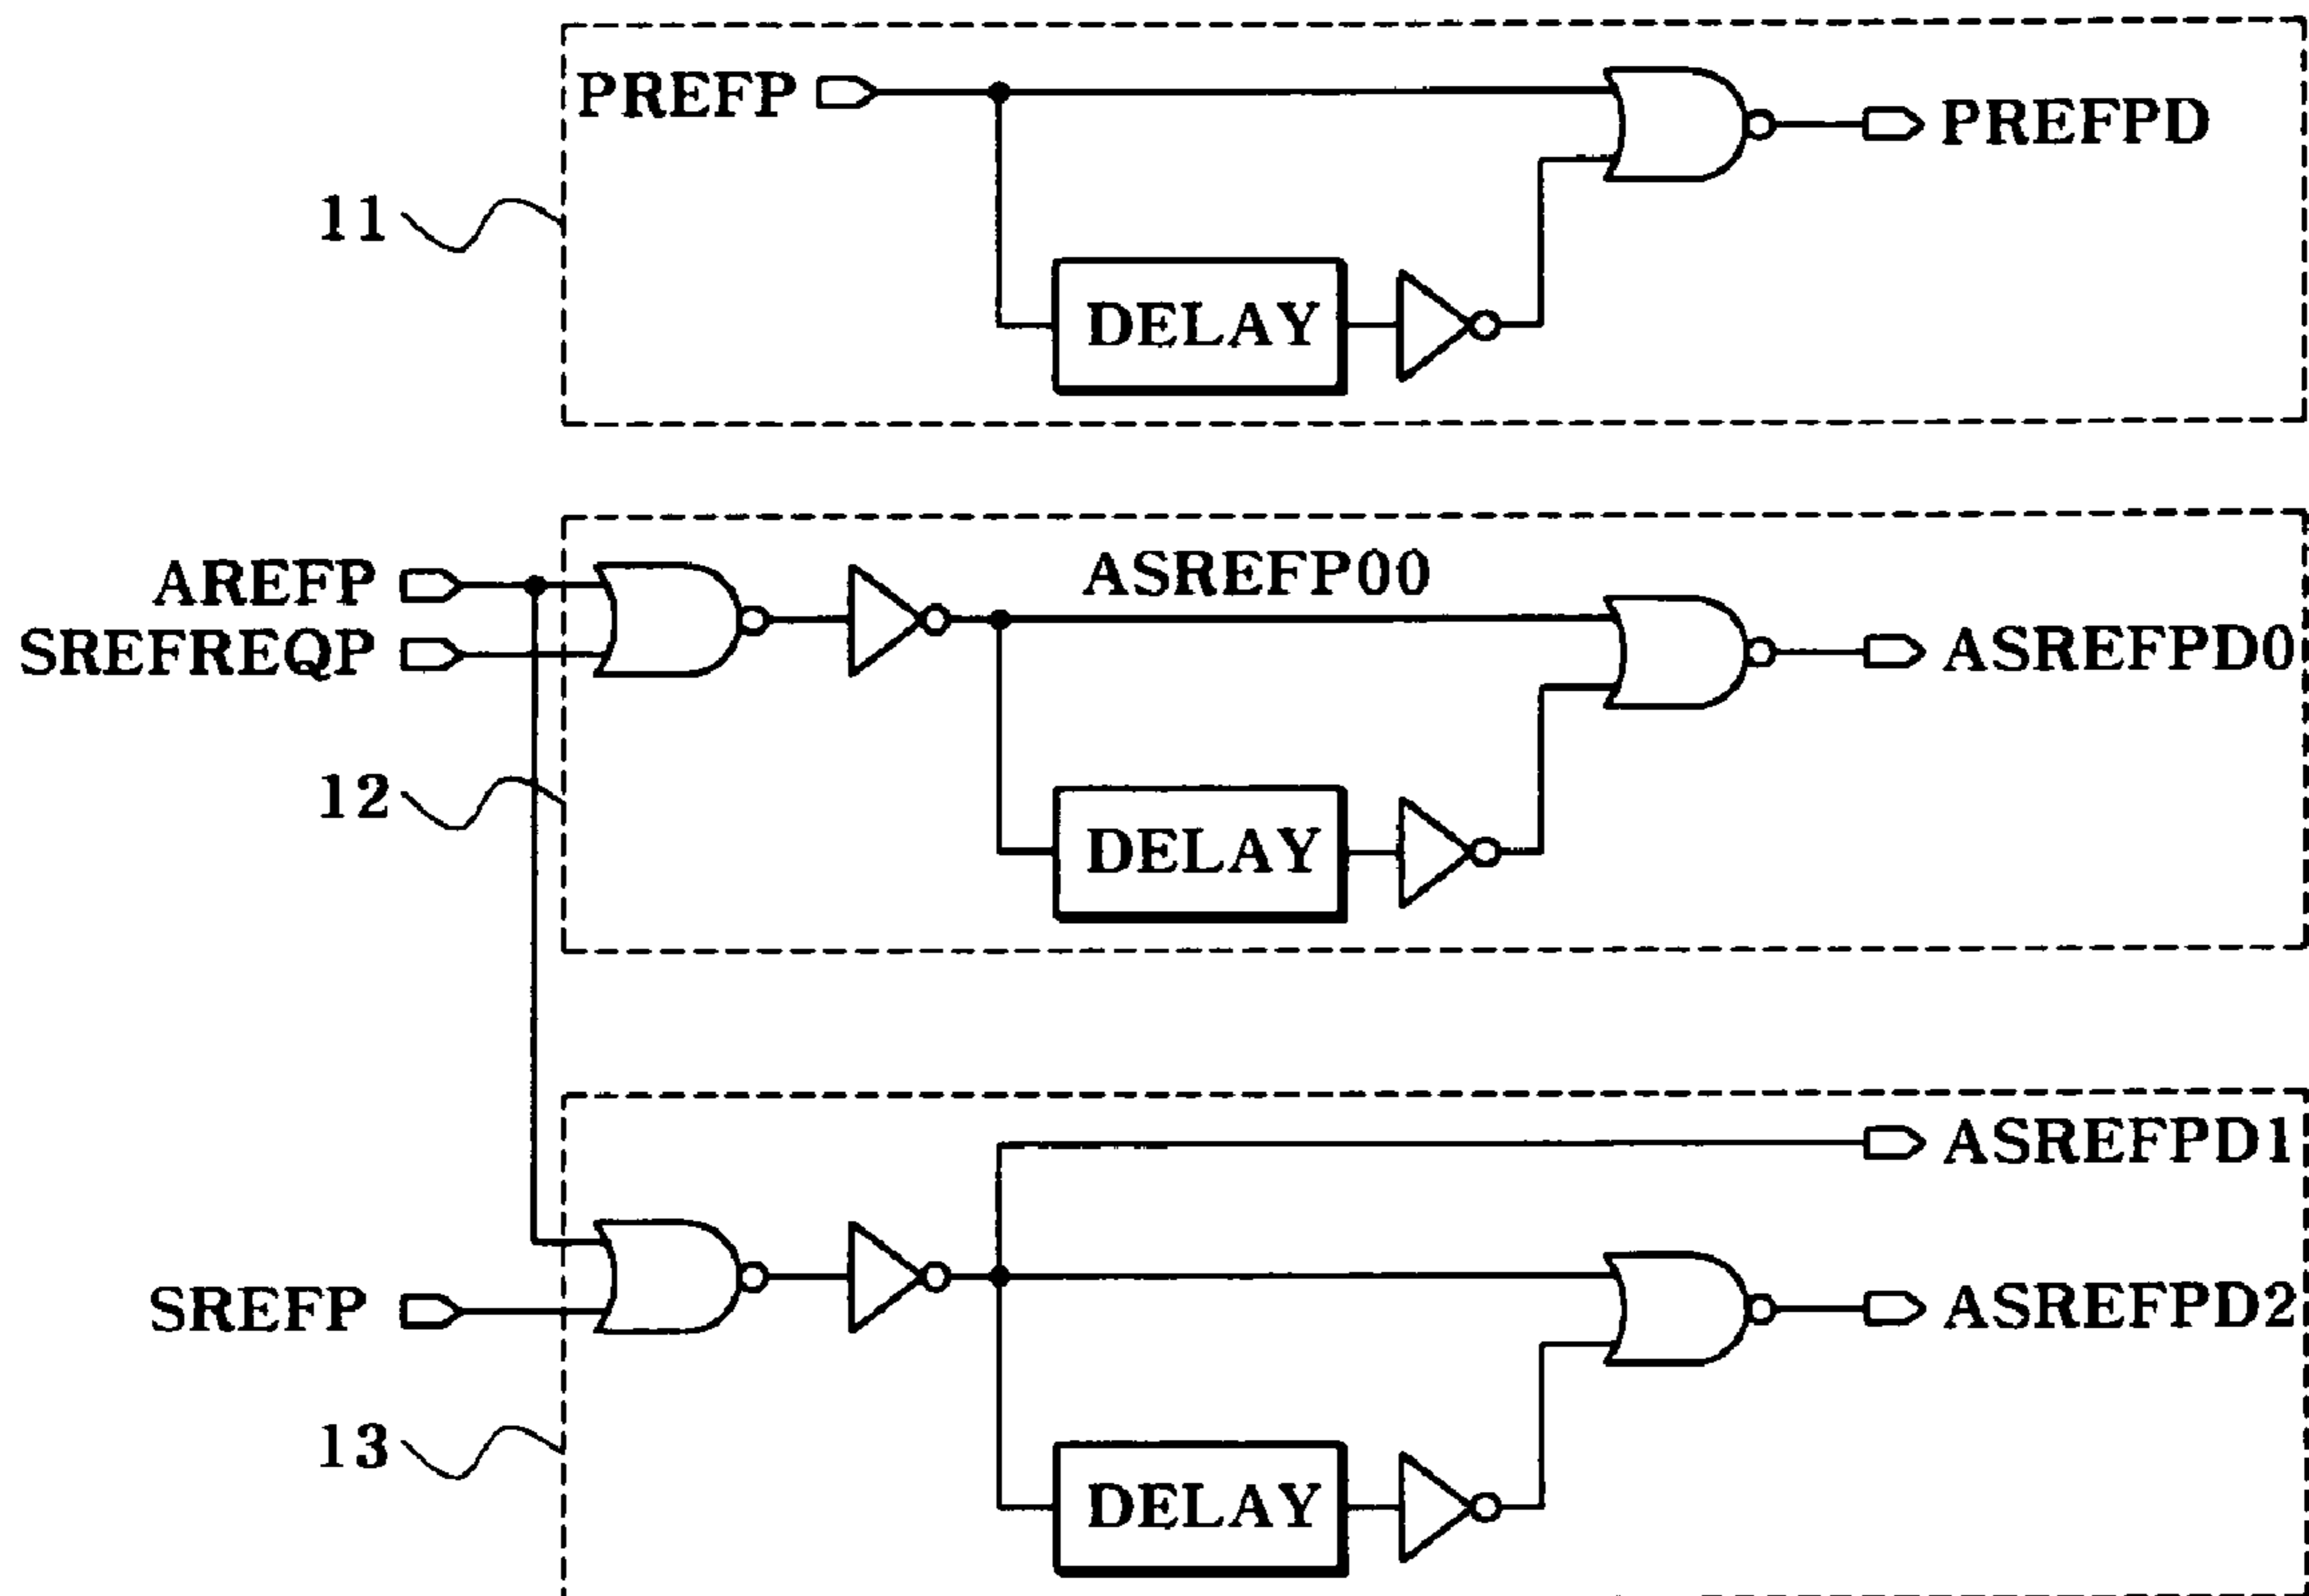 PREFP
PREFPD
11
DELAY
ASREFP00
AREFP
SREFREQP
ASREFPD0
12
DELAY
ASREFPD1
SREFP
ASREFPD2
13
DELAY